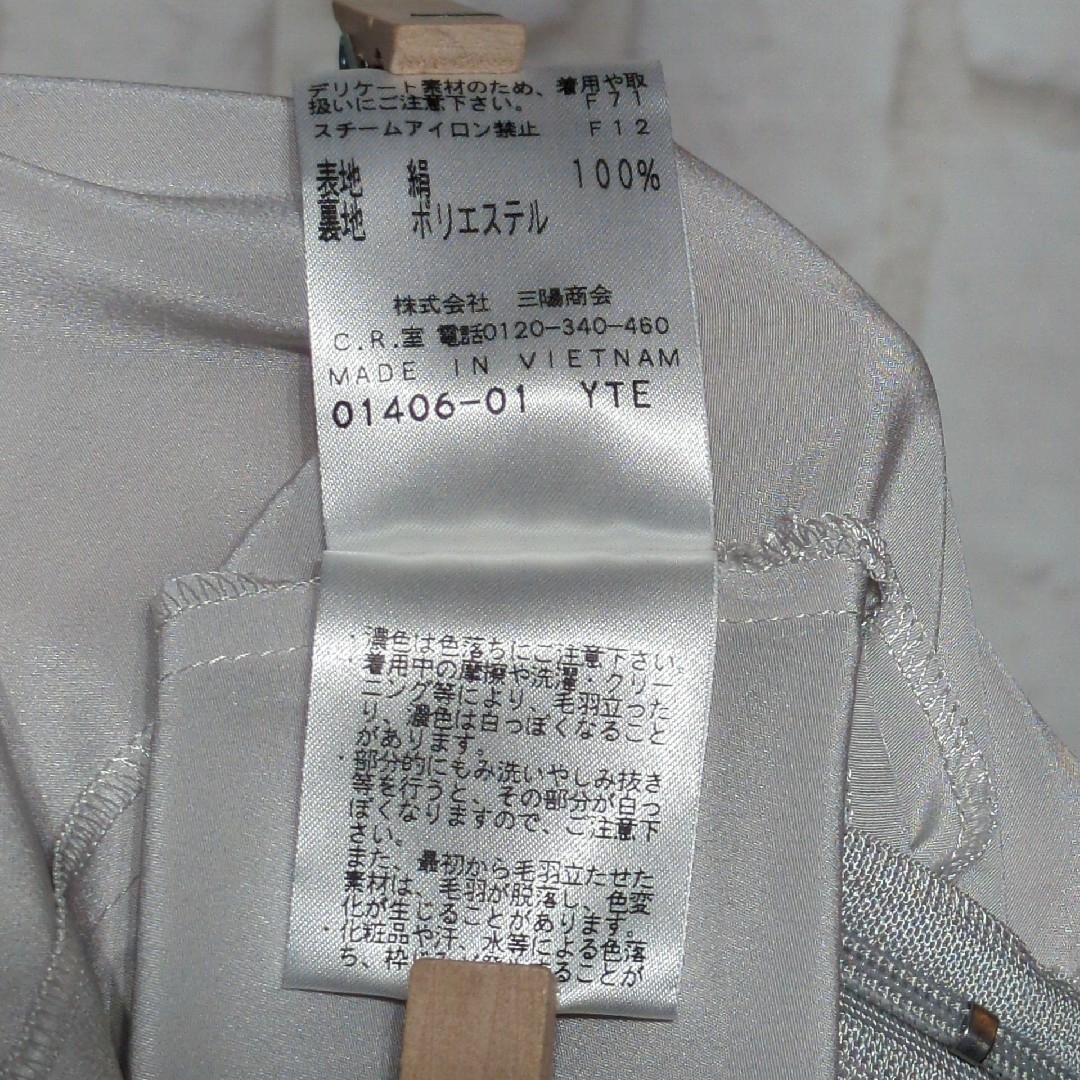 デリケート素材のため、着用や取
扱いにご注意下さい。 F71
スチームアイロン禁止 F12
表地 絹 100%
裏地 ポリエステル
株式会社 三陽商会
C.R.室 電話0120-340-460
MADE IN VIETNAM
01406-01 YTE
・濃色は色落ちにご注意下さい。
・着用中の摩擦や洗濯・クリー
ニング等により、毛羽立った
り、濃色は白っぽくなること
があります。
・部分的にもみ洗いやしみ抜き
等を行うと、その部分が白っ
ぽくなりますので、ご注意下
さい。
また、最初から毛羽立たせた
素材は、毛羽が脱落し、色変
化が生じることがあります。
・化粧品や汗、水等による色落
ち、枠 ることが